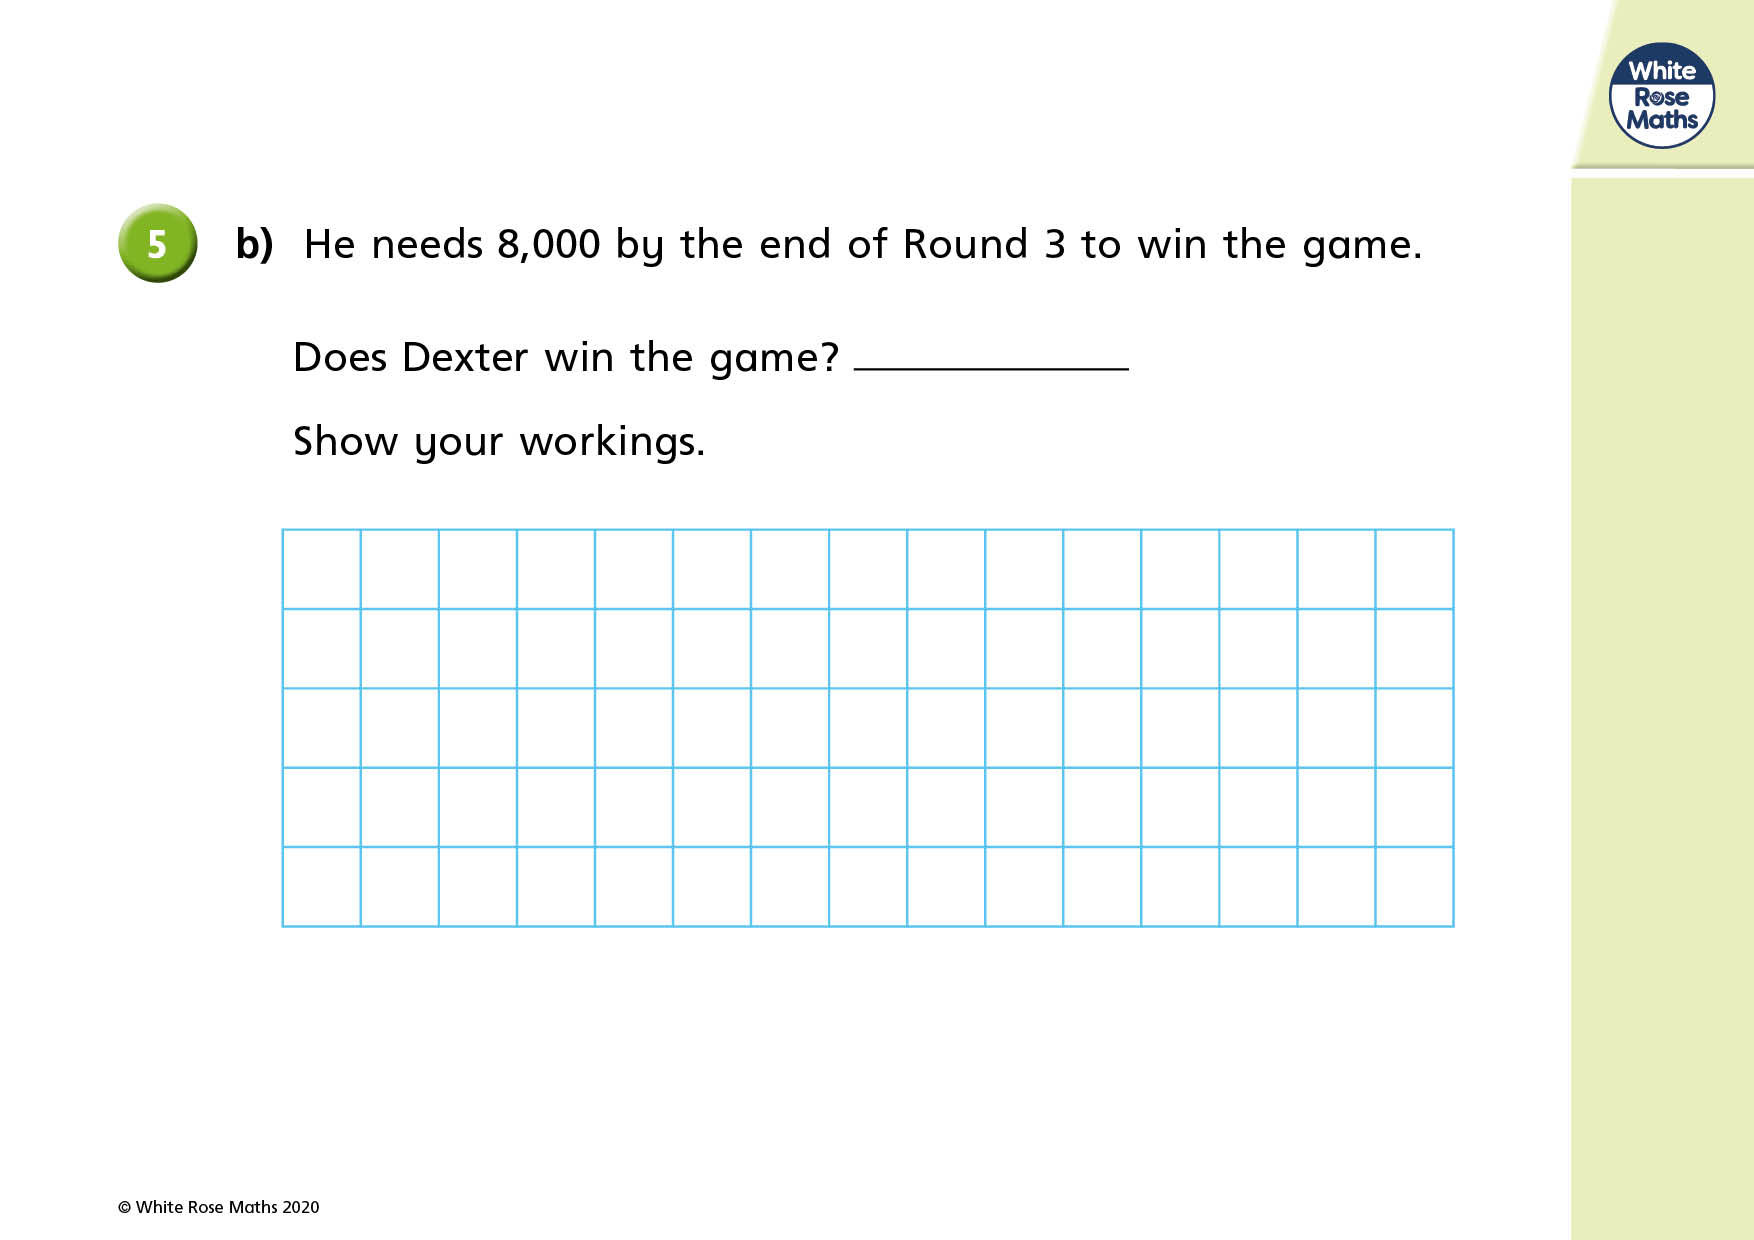 White
Rose
Maths
5 b) He needs 8,000 by the end of Round 3 to win the game.
Does Dexter win the game?
Show your workings.
© White Rose Maths 2020